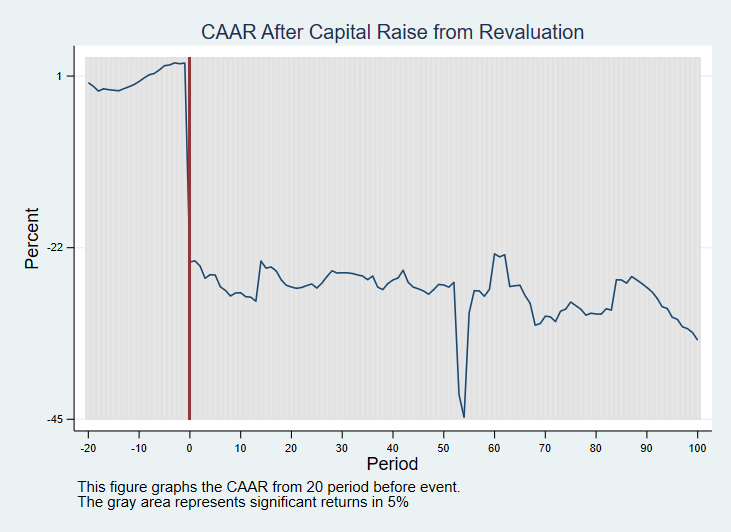 CAAR After Capital Raise from Revaluation
Percent
1
-22
-45
-20 -10 0 10 20 30 40 50 60 70 80 90 100
Period
This figure graphs the CAAR from 20 period before event.
The gray area represents significant returns in 5%